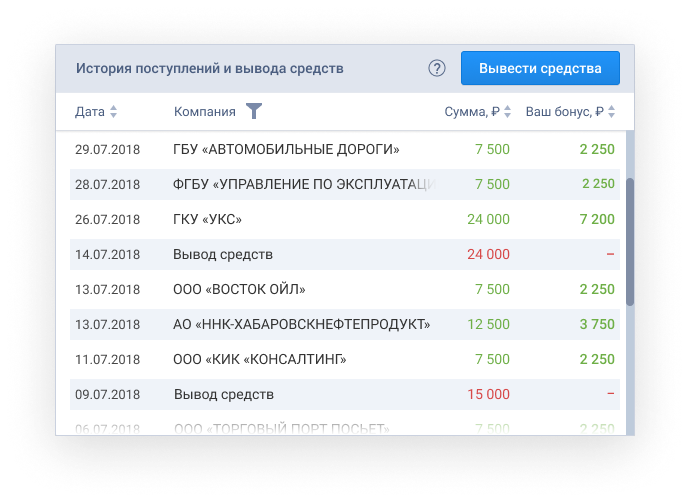 История поступлений и вывода средств ? Вывести средства
Дата Компания Сумма, ₽ Ваш бонус, ₽
29.07.2018 ГБУ «АВТОМОБИЛЬНЫЕ ДОРОГИ» 7 500 2 250
28.07.2018 ФГБУ «УПРАВЛЕНИЕ ПО ЭКСПЛУАТАЦИ 7 500 2 250
26.07.2018 ГКУ «УКС» 24 000 7 200
14.07.2018 Вывод средств 24 000 –
13.07.2018 ООО «ВОСТОК ОЙЛ» 7 500 2 250
13.07.2018 АО «ННК-ХАБАРОВСКНЕФТЕПРОДУКТ» 12 500 3 750
11.07.2018 ООО «КИК «КОНСАЛТИНГ» 7 500 2 250
09.07.2018 Вывод средств 15 000 –
06.07.2018 ООО «ТОРГОВЫЙ ПОРТ ПОСЬЕТ» 7 500 2 250